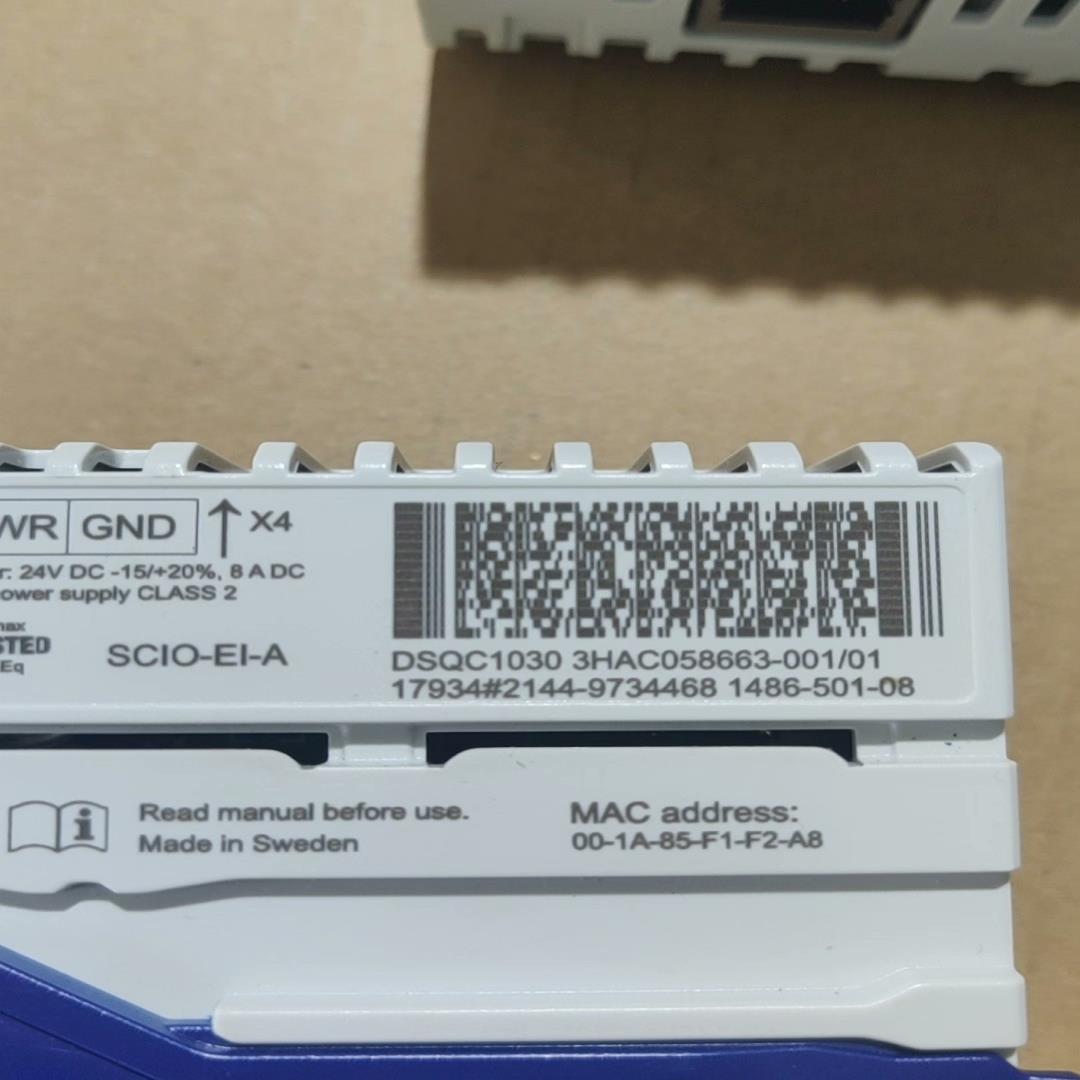 WR GND X4
r: 24V DC -15/+20%, 8 A DC
ower supply CLASS 2
max
STED
Eq
SCIO-EI-A
DSQC1030 3HAC058663-001/01
17934#2144-9734468 1486-501-08
i
Read manual before use.
Made in Sweden
MAC address:
00-1A-85-F1-F2-A8